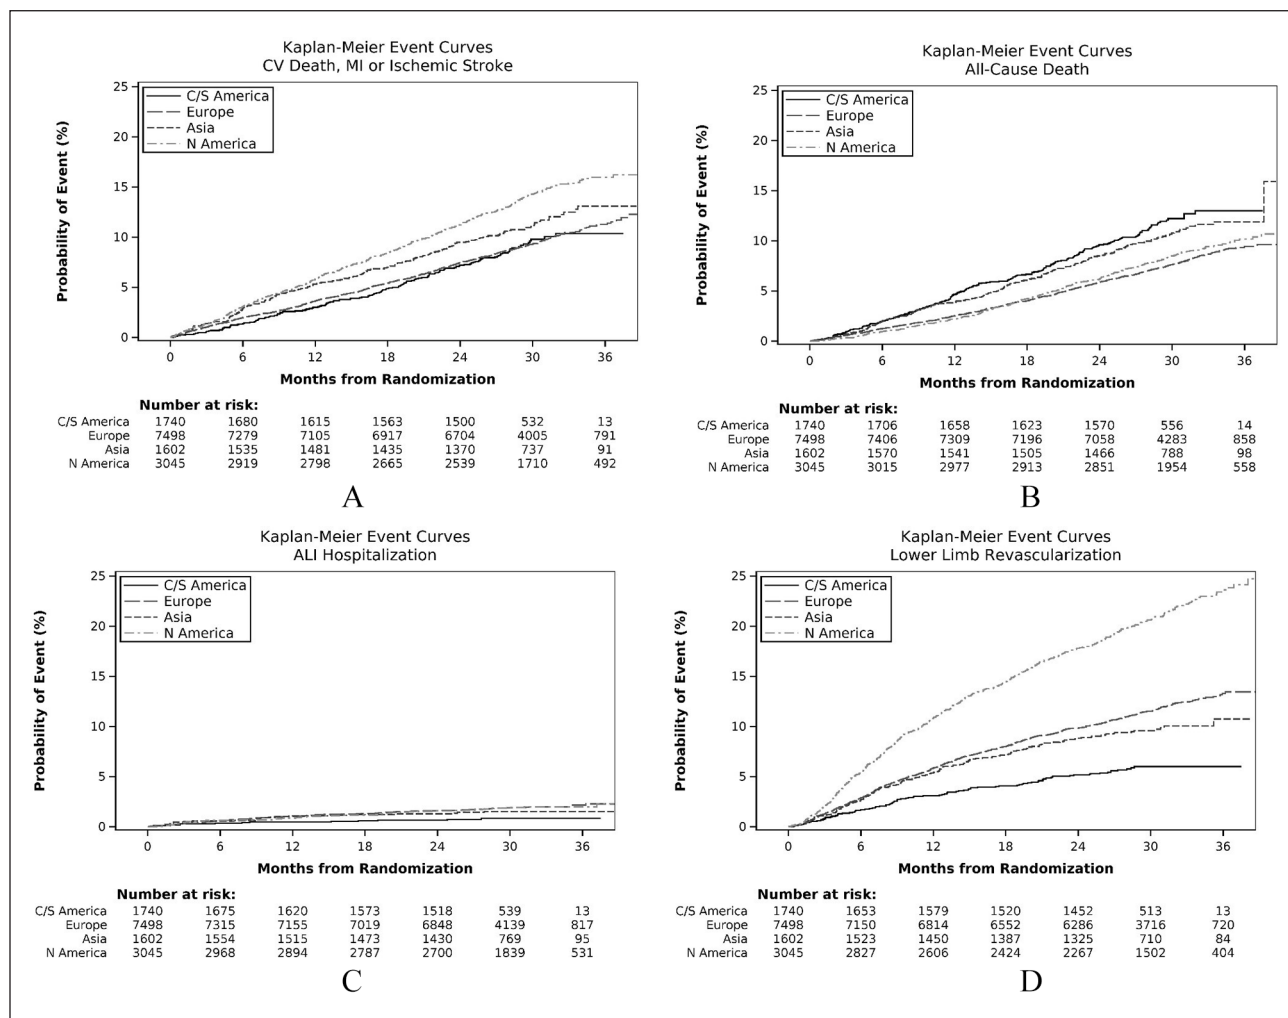 Kaplan-Meier Event Curves
CV Death, MI or Ischemic Stroke
Probability of Event (%)
25
20
15
10
5
0
C/S America
Europe
Asia
N America
0 6 12 18 24 30 36
Months from Randomization
Number at risk:
C/S America 1740 1680 1615 1563 1500 532 13
Europe 7498 7279 7105 6917 6704 4005 791
Asia 1602 1535 1481 1435 1370 737 91
N America 3045 2919 2798 2665 2539 1710 492
A
Kaplan-Meier Event Curves
All-Cause Death
Probability of Event (%)
25
20
15
10
5
0
C/S America
Europe
Asia
N America
0 6 12 18 24 30 36
Months from Randomization
Number at risk:
C/S America 1740 1706 1658 1623 1570 556 14
Europe 7498 7406 7309 7196 7058 4283 858
Asia 1602 1570 1541 1505 1466 788 98
N America 3045 3015 2977 2913 2851 1954 558
B
Kaplan-Meier Event Curves
ALI Hospitalization
Probability of Event (%)
25
20
15
10
5
0
C/S America
Europe
Asia
N America
0 6 12 18 24 30 36
Months from Randomization
Number at risk:
C/S America 1740 1675 1620 1573 1518 539 13
Europe 7498 7315 7155 7019 6848 4139 817
Asia 1602 1554 1515 1473 1430 769 95
N America 3045 2968 2894 2787 2700 1839 531
C
Kaplan-Meier Event Curves
Lower Limb Revascularization
Probability of Event (%)
25
20
15
10
5
0
C/S America
Europe
Asia
N America
0 6 12 18 24 30 36
Months from Randomization
Number at risk:
C/S America 1740 1653 1579 1520 1452 513 13
Europe 7498 7150 6814 6552 6286 3716 720
Asia 1602 1523 1450 1387 1325 710 84
N America 3045 2827 2606 2424 2267 1502 404
D